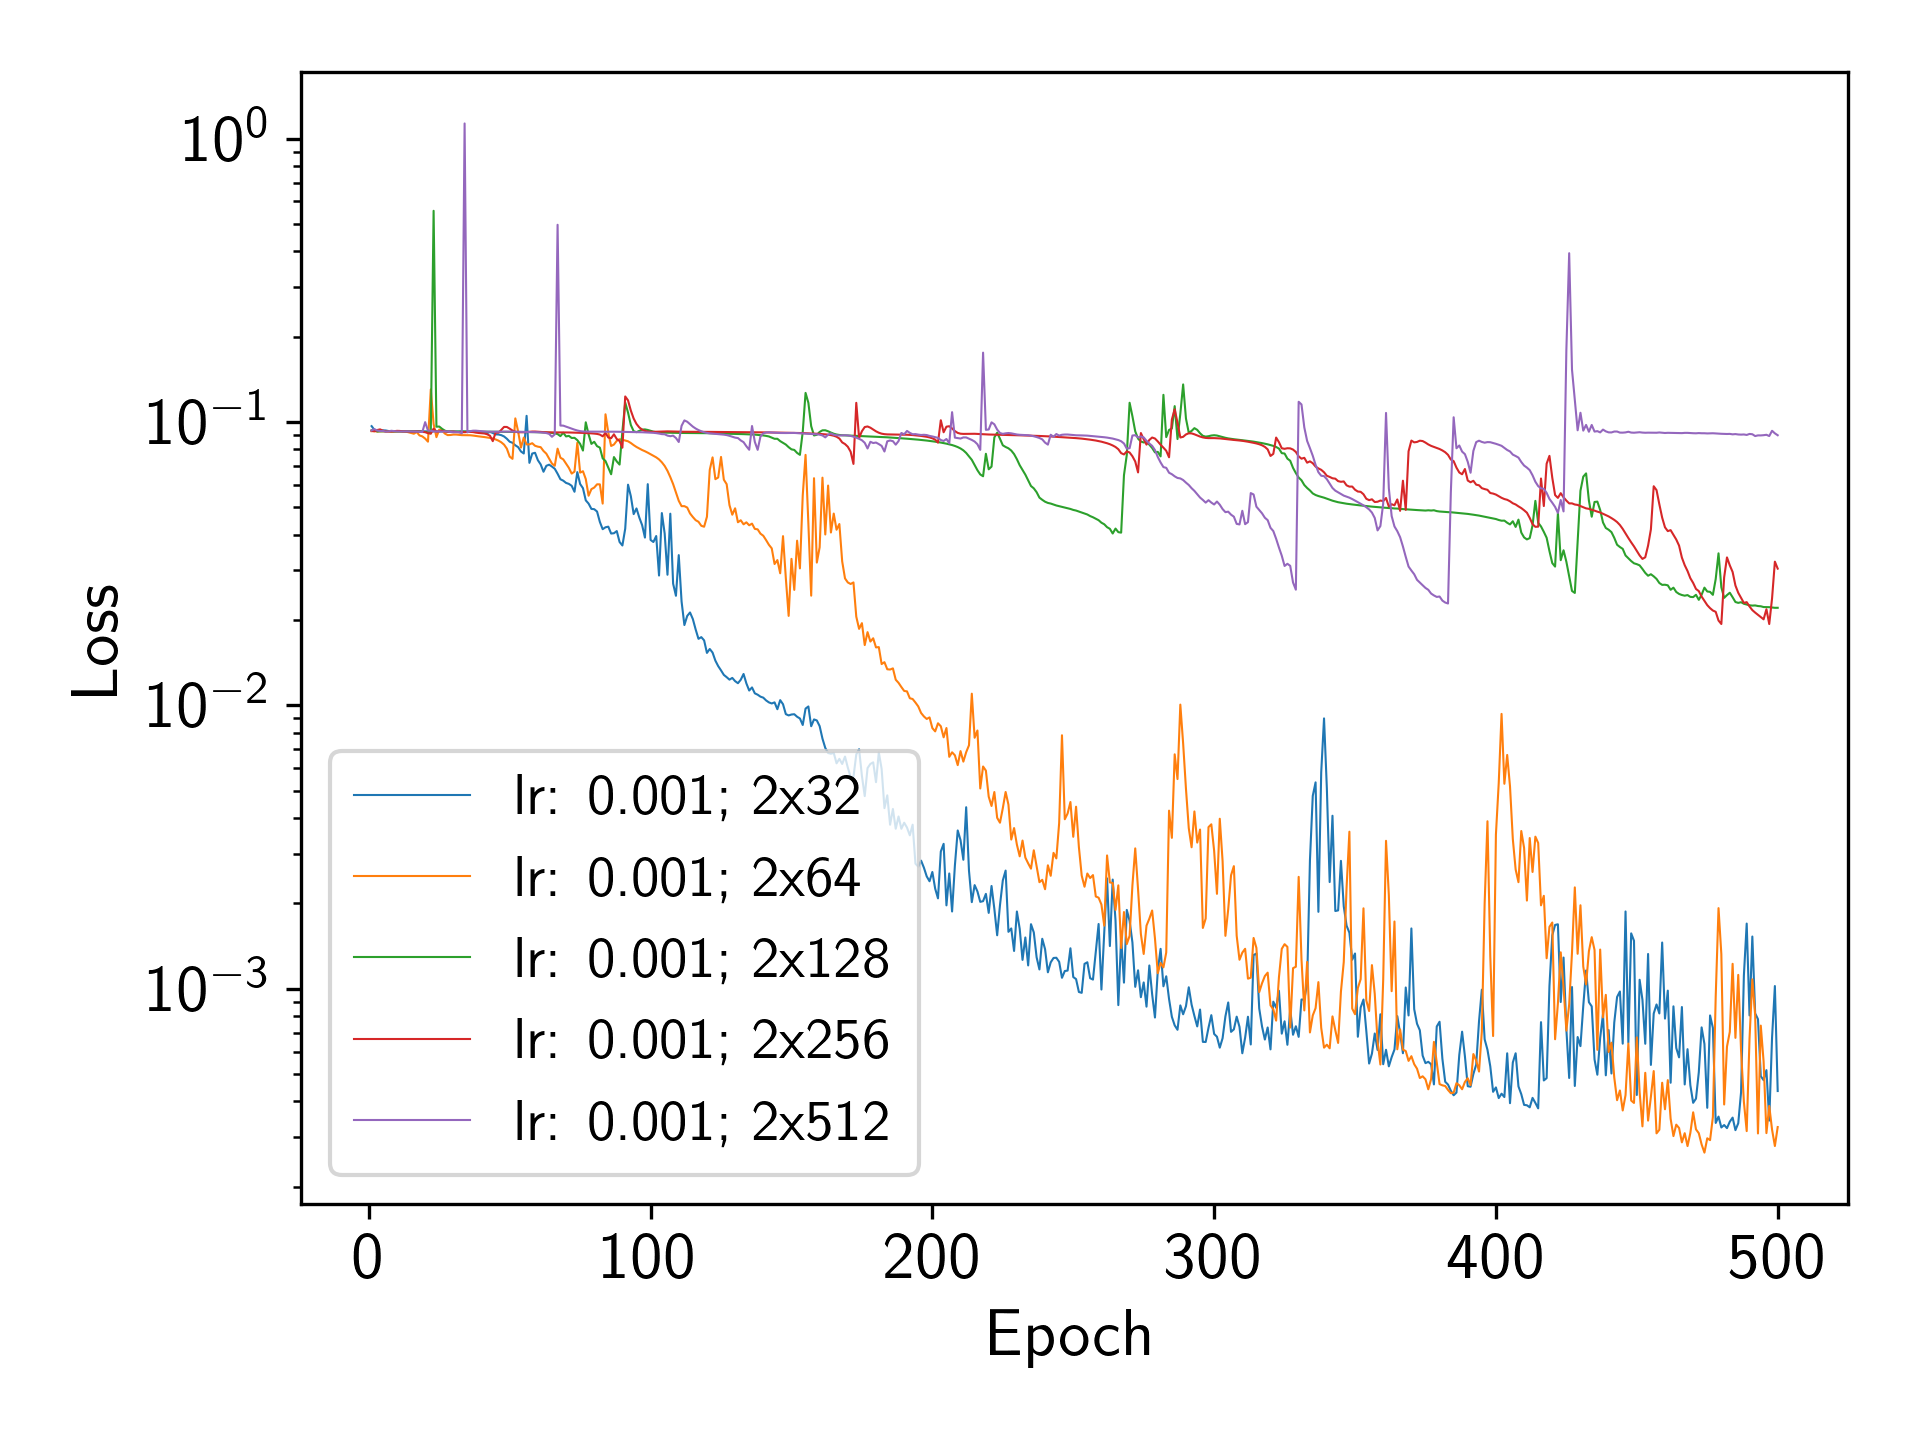 10^0
10^−1
10^−2
10^−3
Loss
lr: 0.001; 2x32
lr: 0.001; 2x64
lr: 0.001; 2x128
lr: 0.001; 2x256
lr: 0.001; 2x512
0 100 200 300 400 500
Epoch